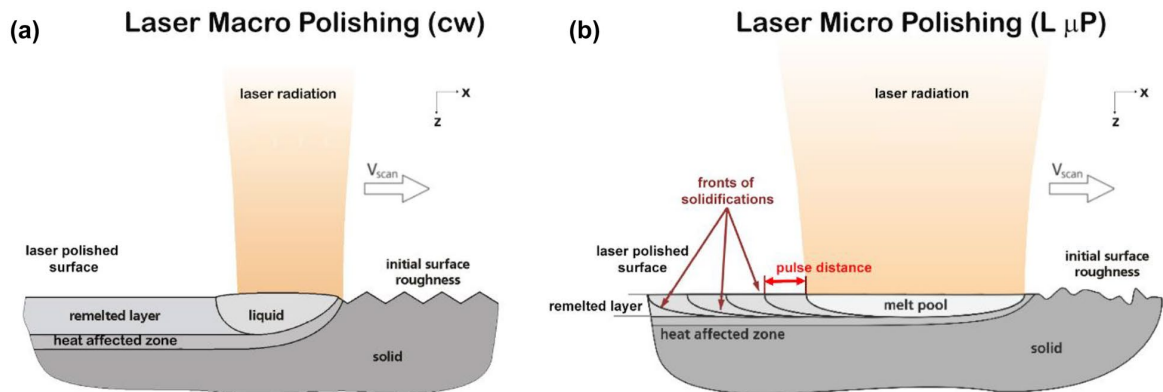 (a)
Laser Macro Polishing (cw)
laser radiation
x
z
Vscan
laser polished
surface
initial surface
roughness
remelted layer
liquid
heat affected zone
solid
(b)
Laser Micro Polishing (L μP)
laser radiation
x
z
Vscan
fronts of
solidifications
laser polished
surface
pulse distance
initial surface
roughness
remelted layer
melt pool
heat affected zone
solid